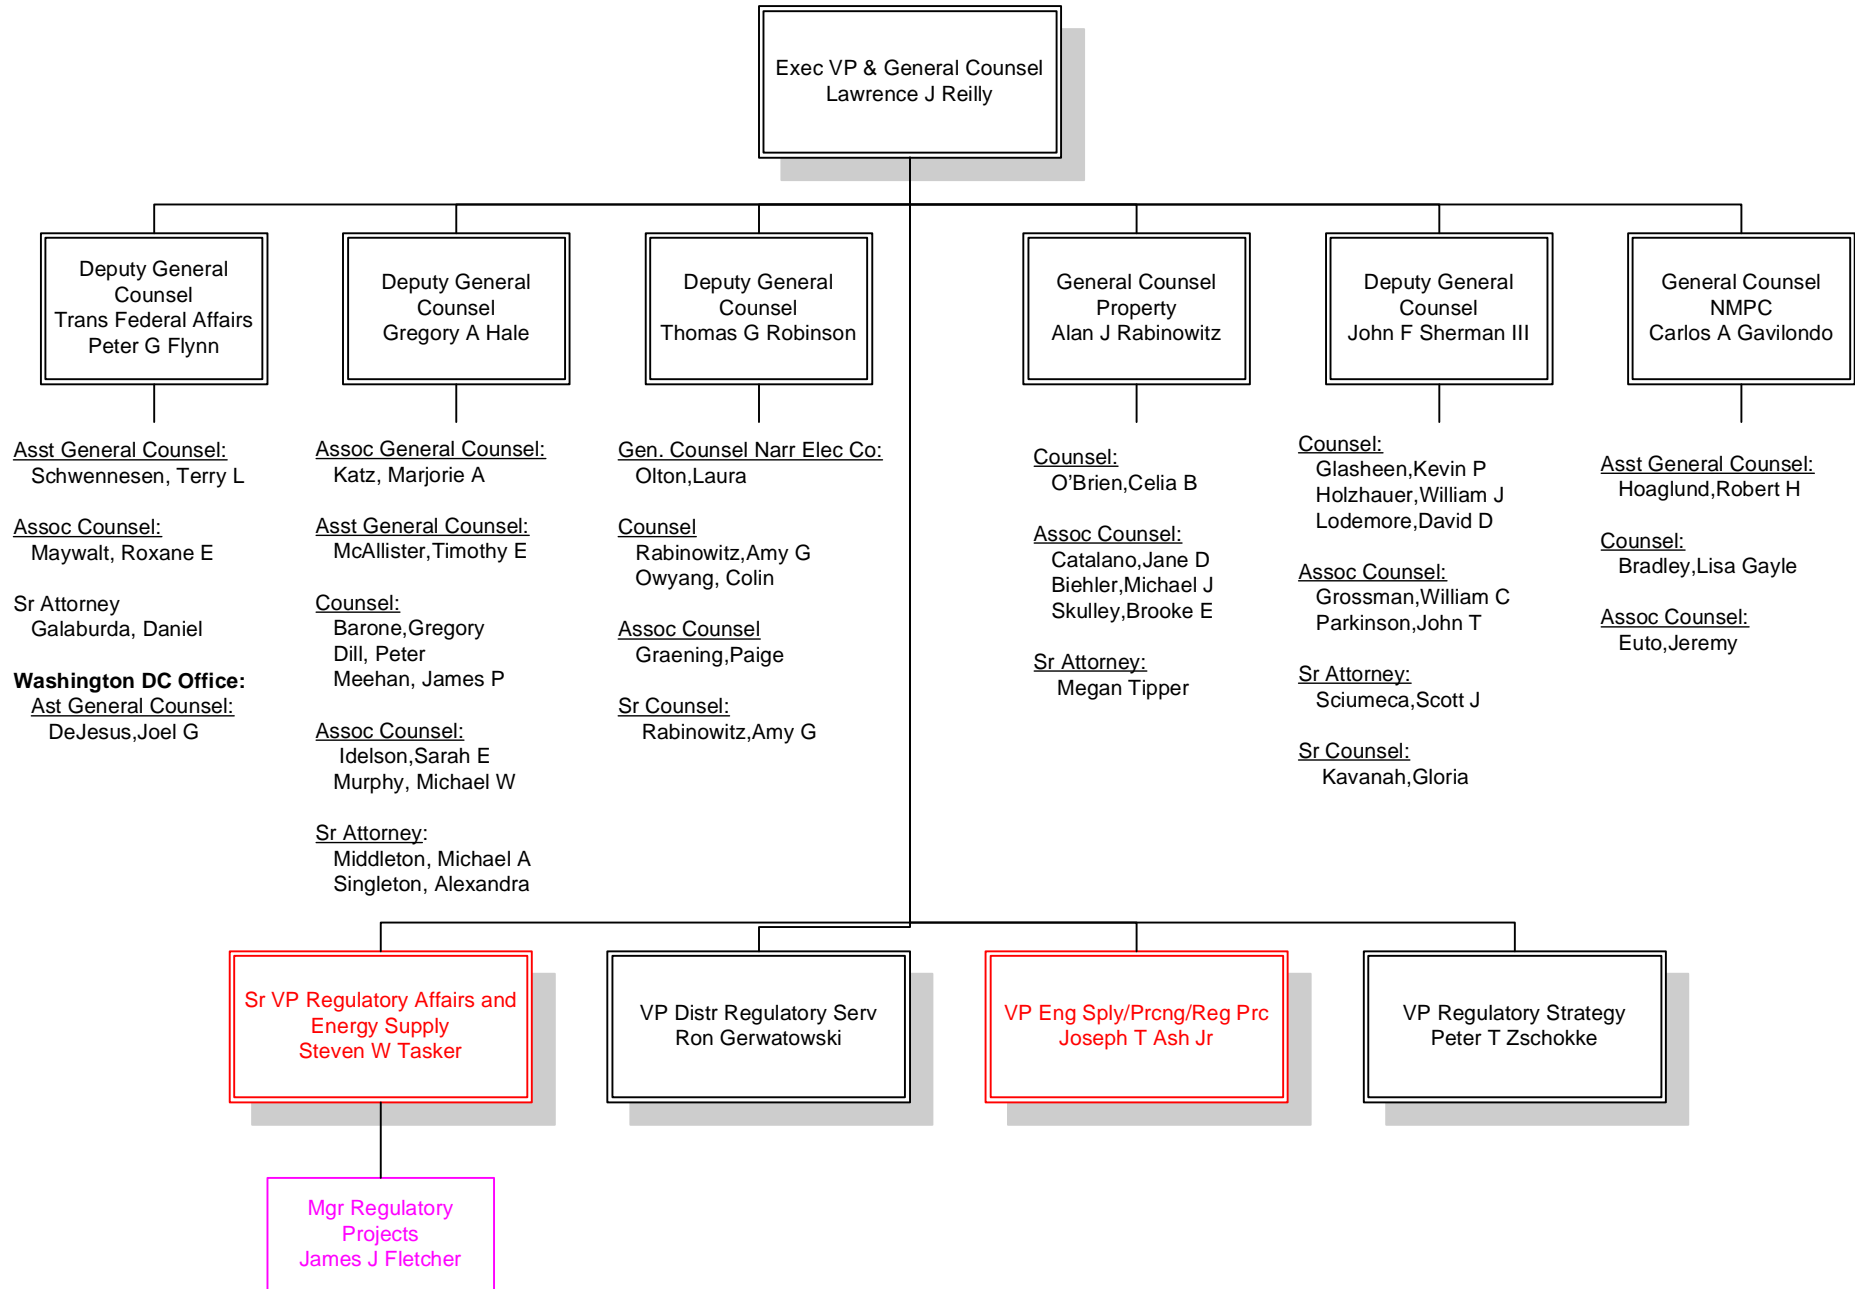 Exec VP & General Counsel
Lawrence J Reilly
Deputy General
Counsel
Trans Federal Affairs
Peter G Flynn
Deputy General
Counsel
Gregory A Hale
Deputy General
Counsel
Thomas G Robinson
General Counsel
Property
Alan J Rabinowitz
Deputy General
Counsel
John F Sherman III
General Counsel
NMPC
Carlos A Gavilondo
Asst General Counsel:
Schwennesen, Terry L
Assoc Counsel:
Maywalt, Roxane E
Sr Attorney
Galaburda, Daniel
Washington DC Office:
Ast General Counsel:
DeJesus,Joel G
Assoc General Counsel:
Katz, Marjorie A
Asst General Counsel:
McAllister,Timothy E
Counsel:
Barone,Gregory
Dill, Peter
Meehan, James P
Assoc Counsel:
Idelson,Sarah E
Murphy, Michael W
Sr Attorney:
Middleton, Michael A
Singleton, Alexandra
Gen. Counsel Narr Elec Co:
Olton,Laura
Counsel
Rabinowitz,Amy G
Owyang, Colin
Assoc Counsel
Graening,Paige
Sr Counsel:
Rabinowitz,Amy G
Counsel:
O'Brien,Celia B
Assoc Counsel:
Catalano,Jane D
Biehler,Michael J
Skulley,Brooke E
Sr Attorney:
Megan Tipper
Counsel:
Glasheen,Kevin P
Holzhauer,William J
Lodemore,David D
Assoc Counsel:
Grossman,William C
Parkinson,John T
Sr Attorney:
Sciumeca,Scott J
Sr Counsel:
Kavanah,Gloria
Asst General Counsel:
Hoaglund,Robert H
Counsel:
Bradley,Lisa Gayle
Assoc Counsel:
Euto,Jeremy
Sr VP Regulatory Affairs and
Energy Supply
Steven W Tasker
VP Distr Regulatory Serv
Ron Gerwatowski
VP Eng Sply/Prcng/Reg Prc
Joseph T Ash Jr
VP Regulatory Strategy
Peter T Zschokke
Mgr Regulatory
Projects
James J Fletcher